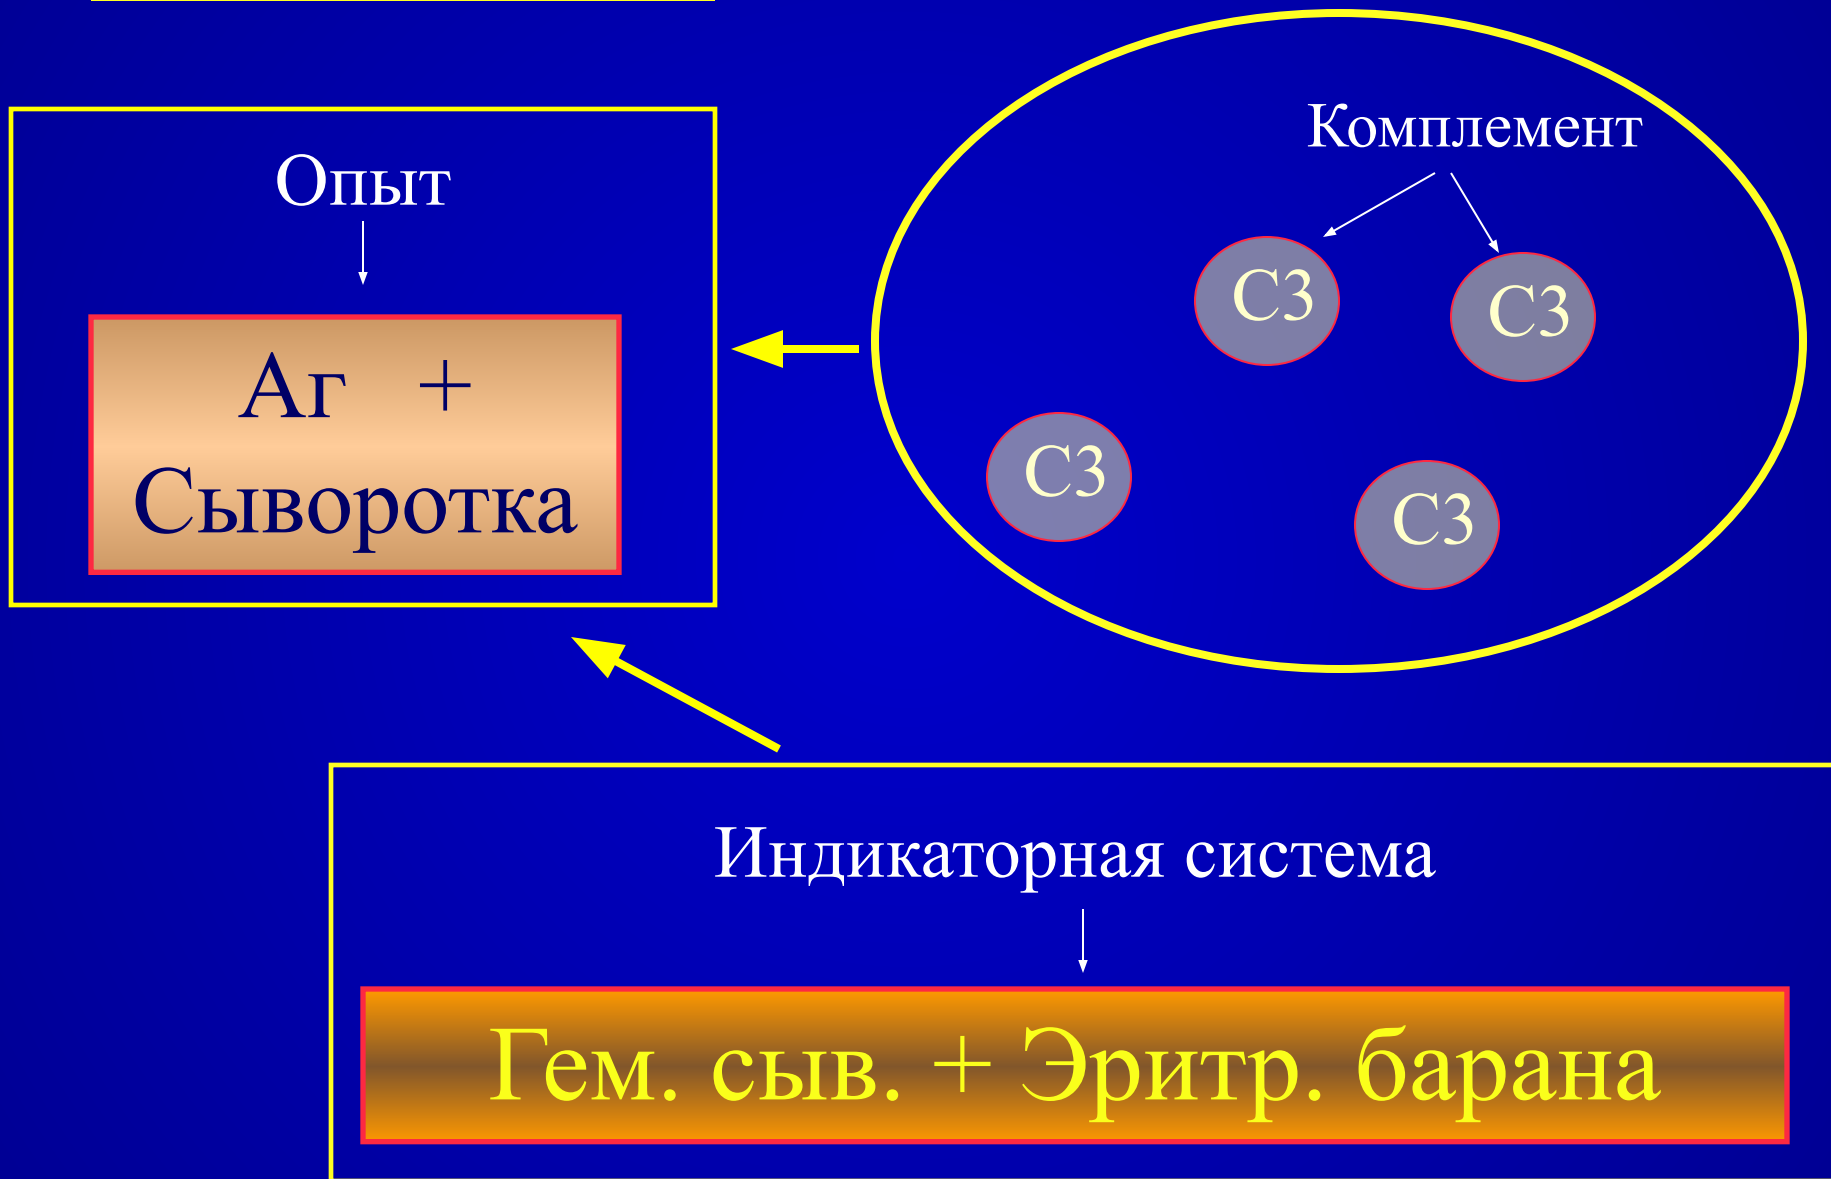 Комплемент
Опыт
С3
С3
Аг +
Сыворотка
С3
С3
Индикаторная система
Гем. сыв. + Эритр. барана